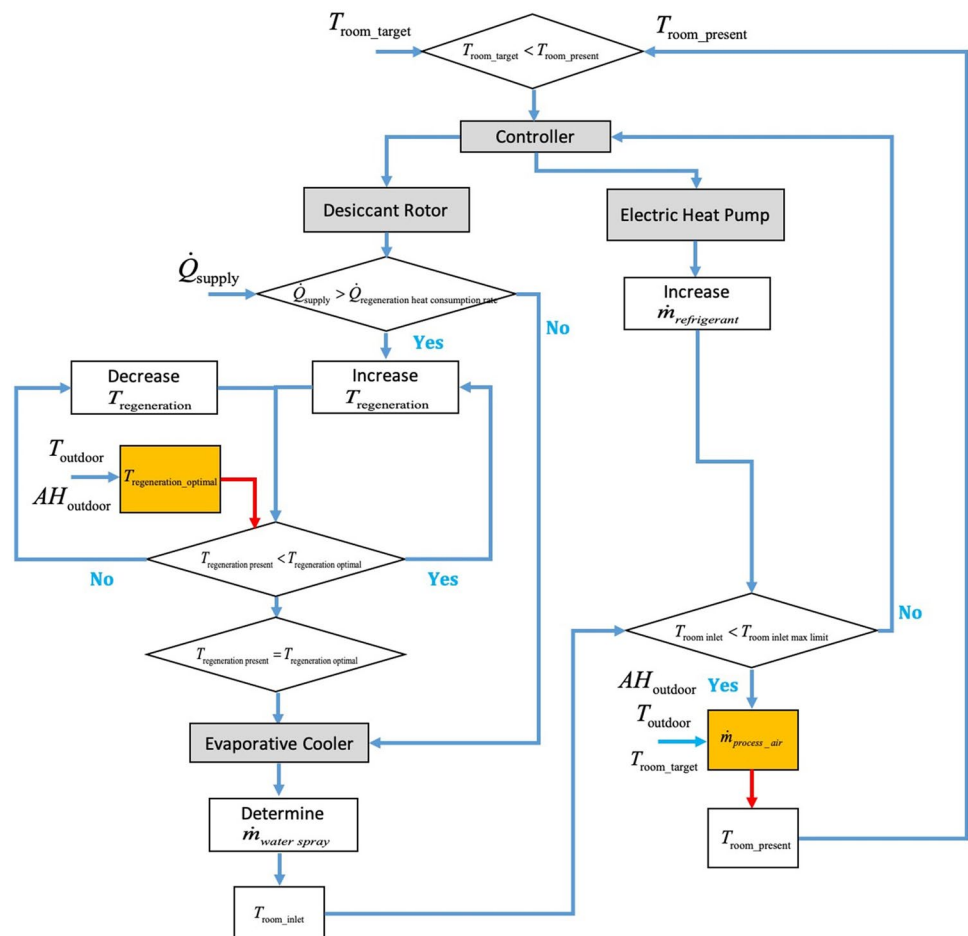 T_room_target
T_room_target < T_room_present
T_room_present
Controller
Desiccant Rotor
Electric Heat Pump
Q̇_supply
Q̇_supply > Q̇_regeneration heat consumption rate
Increase
ṁ_refrigerant
No
Yes
Decrease
T_regeneration
Increase
T_regeneration
T_outdoor
AH_outdoor
T_regeneration_optimal
T_regeneration present < T_regeneration optimal
No
Yes
T_room inlet < T_room inlet max limit
No
T_regeneration present = T_regeneration optimal
AH_outdoor
Yes
T_outdoor
ṁ_process_air
T_room_target
Evaporative Cooler
Determine
ṁ_water spray
T_room_present
T_room_inlet